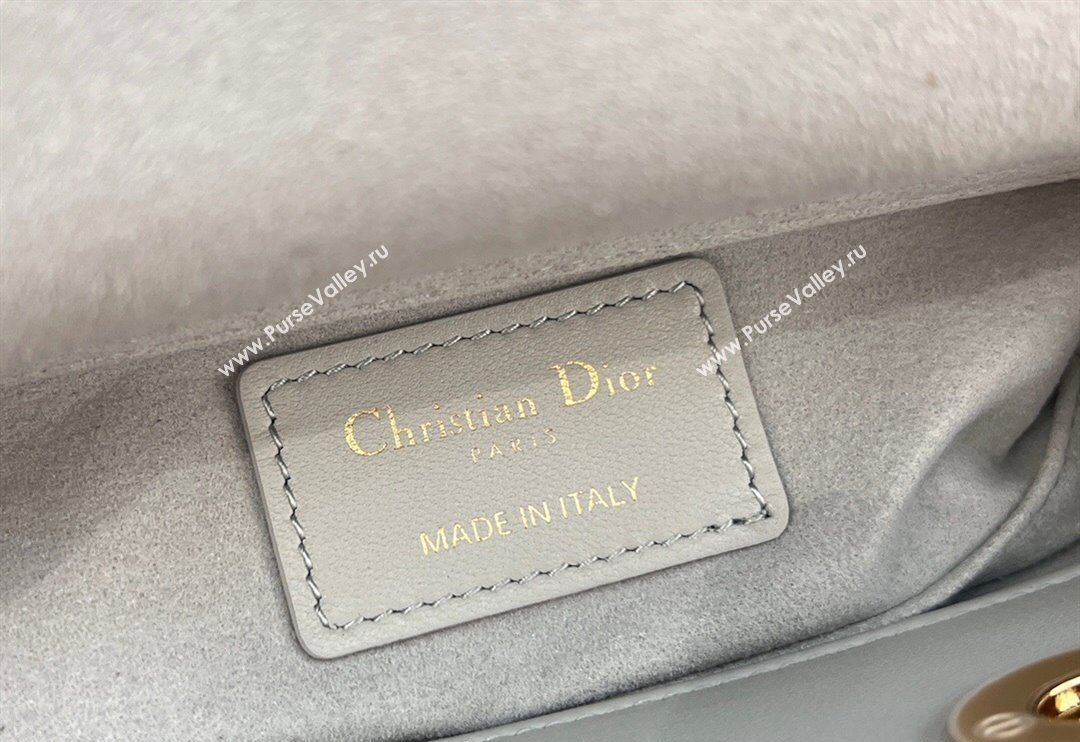 www.PurseValley.ru
www.PurseValley.ru
Christian Dior
PARIS
MADE IN ITALY